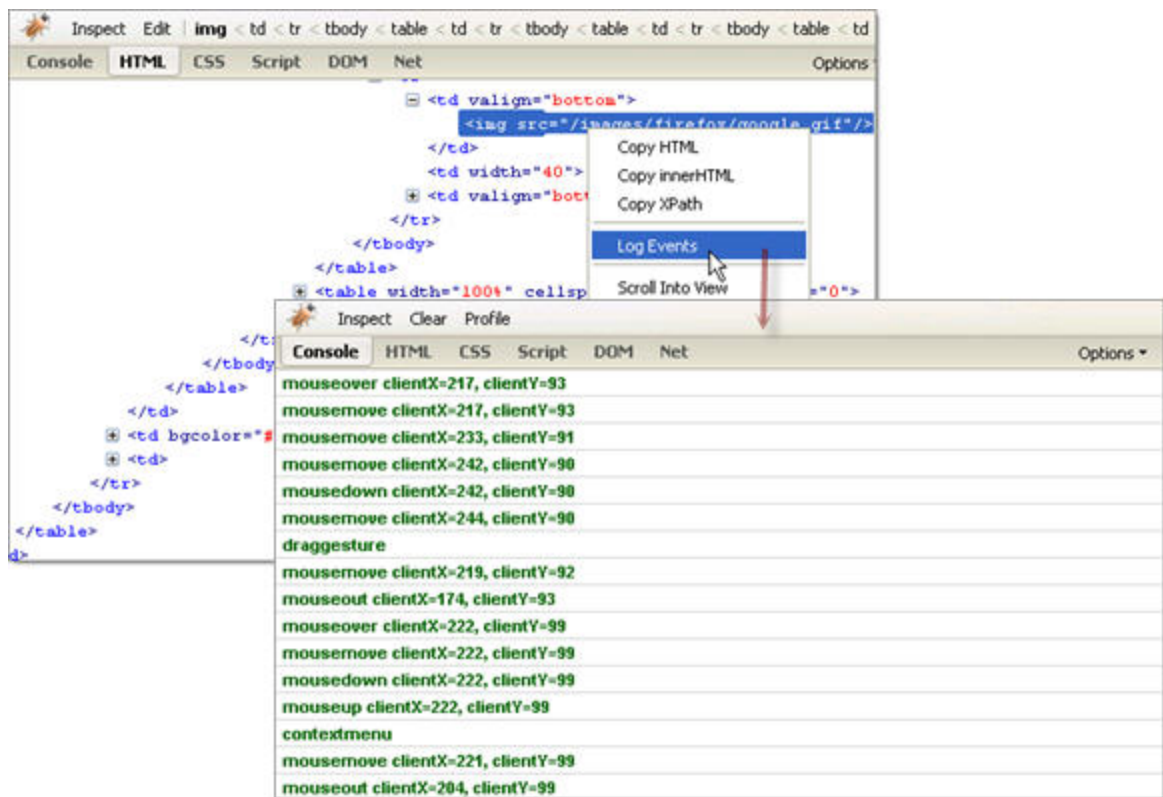 Inspect Edit | img < td < tr < tbody < table < td < tr < tbody < table < td < tr < tbody < table < td
Console HTML CSS Script DOM Net Options
<td valign="bottom">
<img src="/images/firefox/google.gif"/>
</td>
<td width="40">
<td valign="bott
</tr>
</tbody>
</table>
<table width="100%" cellsp ="0">
</t
</tbody
</table>
</td>
<td bgcolor="#
<td>
</tr>
</tbody>
</table>
d>
Copy HTML
Copy innerHTML
Copy XPath
Log Events
Scroll Into View
Inspect Clear Profile
Console HTML CSS Script DOM Net Options
mouseover clientX=217, clientY=93
mousemove clientX=217, clientY=93
mousemove clientX=233, clientY=91
mousemove clientX=242, clientY=90
mousedown clientX=242, clientY=90
mousemove clientX=244, clientY=90
draggesture
mousemove clientX=219, clientY=92
mouseout clientX=174, clientY=93
mouseover clientX=222, clientY=99
mousemove clientX=222, clientY=99
mousedown clientX=222, clientY=99
mouseup clientX=222, clientY=99
contextmenu
mousemove clientX=221, clientY=99
mouseout clientX=204, clientY=99